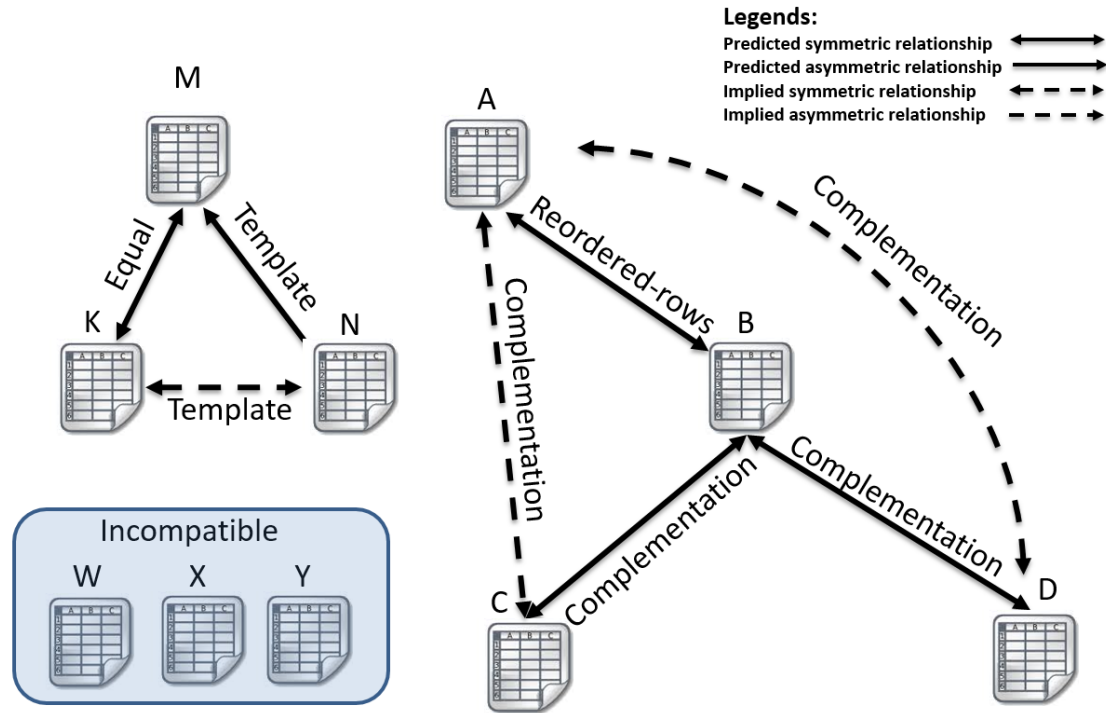 Legends:
Predicted symmetric relationship
Predicted asymmetric relationship
Implied symmetric relationship
Implied asymmetric relationship
M
Equal
Template
K
N
Template
A
Reordered-rows
B
Complementation
Complementation
Complementation
Complementation
C
D
Incompatible
W X Y